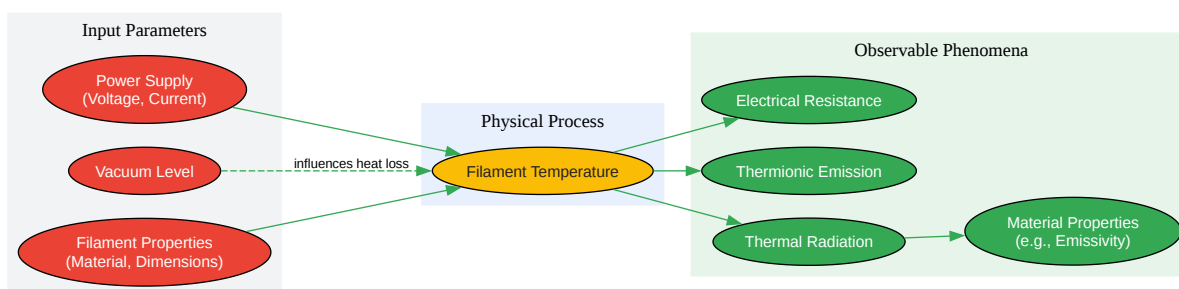 Input Parameters
Power Supply
(Voltage, Current)
Vacuum Level
Filament Properties
(Material, Dimensions)
influences heat loss
Physical Process
Filament Temperature
Observable Phenomena
Electrical Resistance
Thermionic Emission
Thermal Radiation
Material Properties
(e.g., Emissivity)